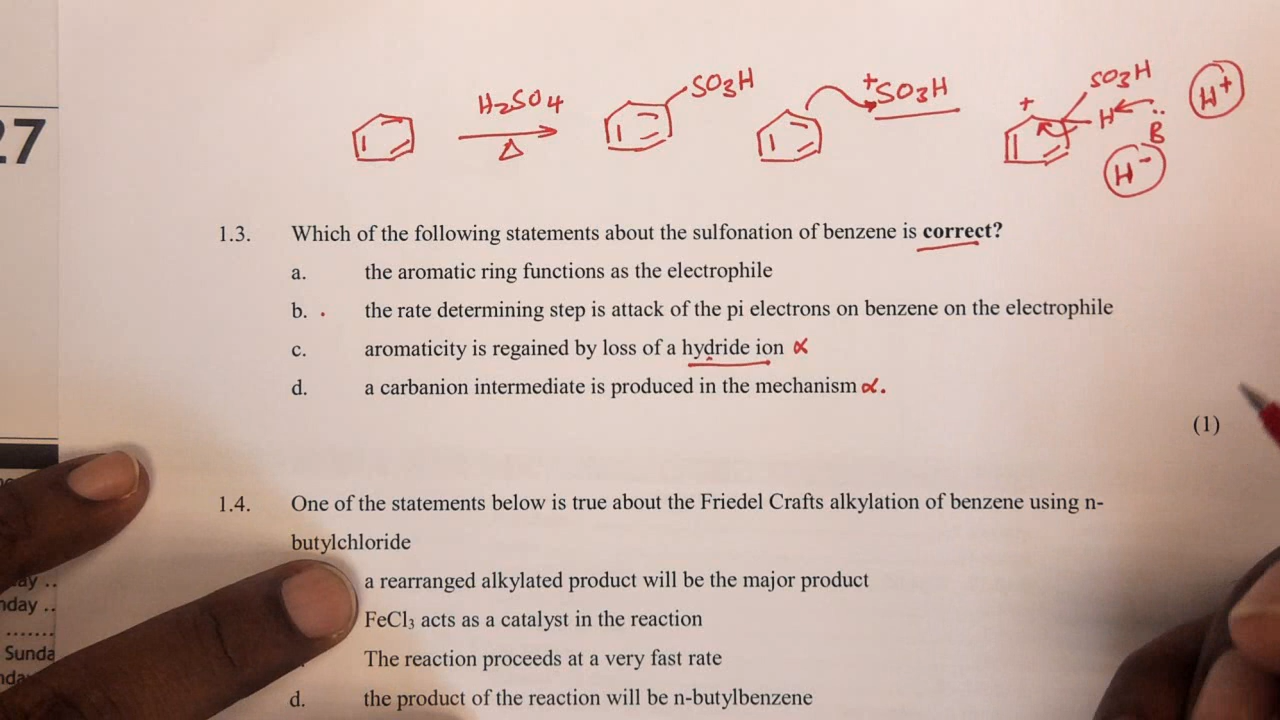 27
H2SO4
Δ
SO3H
+SO3H
+
SO3H
H
B
H+
H-
1.3. Which of the following statements about the sulfonation of benzene is correct?
a. the aromatic ring functions as the electrophile
b. the rate determining step is attack of the pi electrons on benzene on the electrophile
c. aromaticity is regained by loss of a hydride ion
d. a carbanion intermediate is produced in the mechanism
(1)
1.4. One of the statements below is true about the Friedel Crafts alkylation of benzene using n-
butylchloride
a rearranged alkylated product will be the major product
FeCl3 acts as a catalyst in the reaction
The reaction proceeds at a very fast rate
d. the product of the reaction will be n-butylbenzene